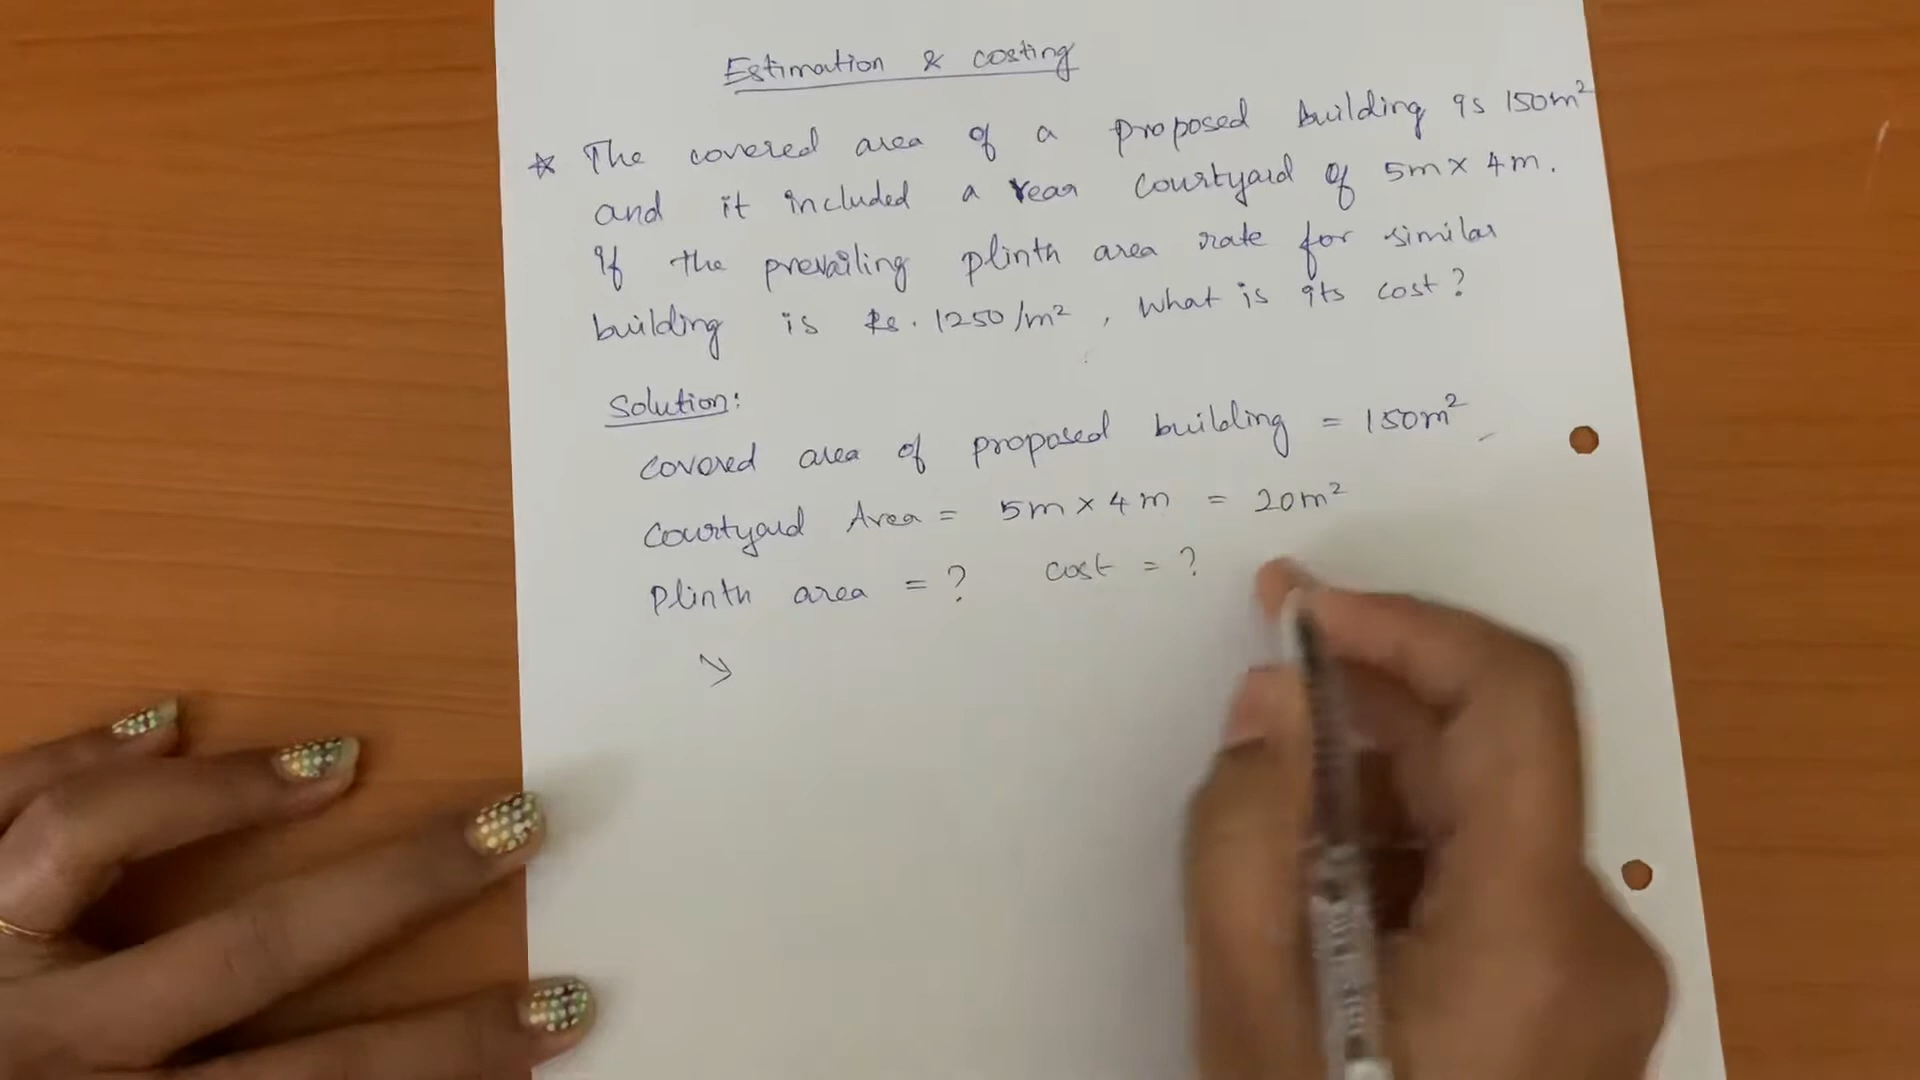 Estimation & costing
* The covered area of a proposed building is 150m²
and it included a rear courtyard of 5m x 4m.
If the prevailing plinth area rate for similar
building is Rs. 1250/m², what is its cost?
Solution:
covered area of proposed building = 150m²
courtyard Area = 5m x 4m = 20m²
Plinth area = ? cost = ?